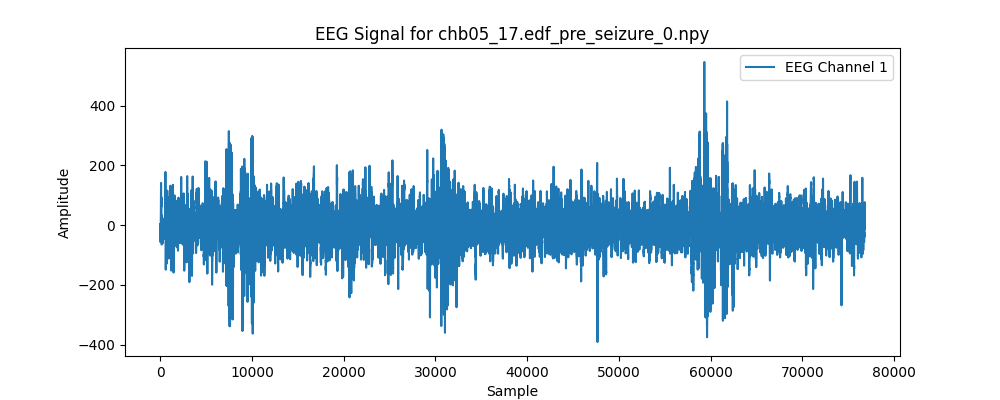 EEG Signal for chb05_17.edf_pre_seizure_0.npy
EEG Channel 1
Amplitude
400
200
0
−200
−400
0 10000 20000 30000 40000 50000 60000 70000 80000
Sample